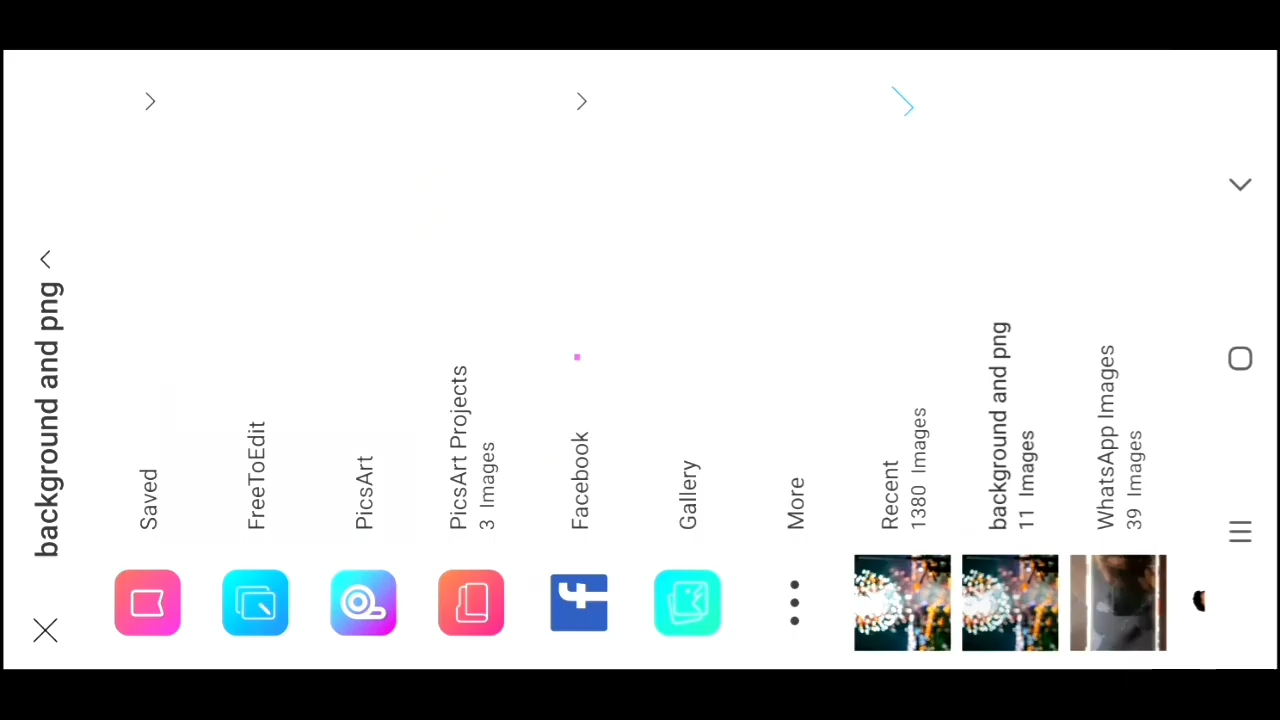 background and png
Saved
FreeToEdit
PicsArt
PicsArt Projects
3 Images
Facebook
Gallery
More
Recent
1380 Images
background and png
11 Images
WhatsApp Images
39 Images